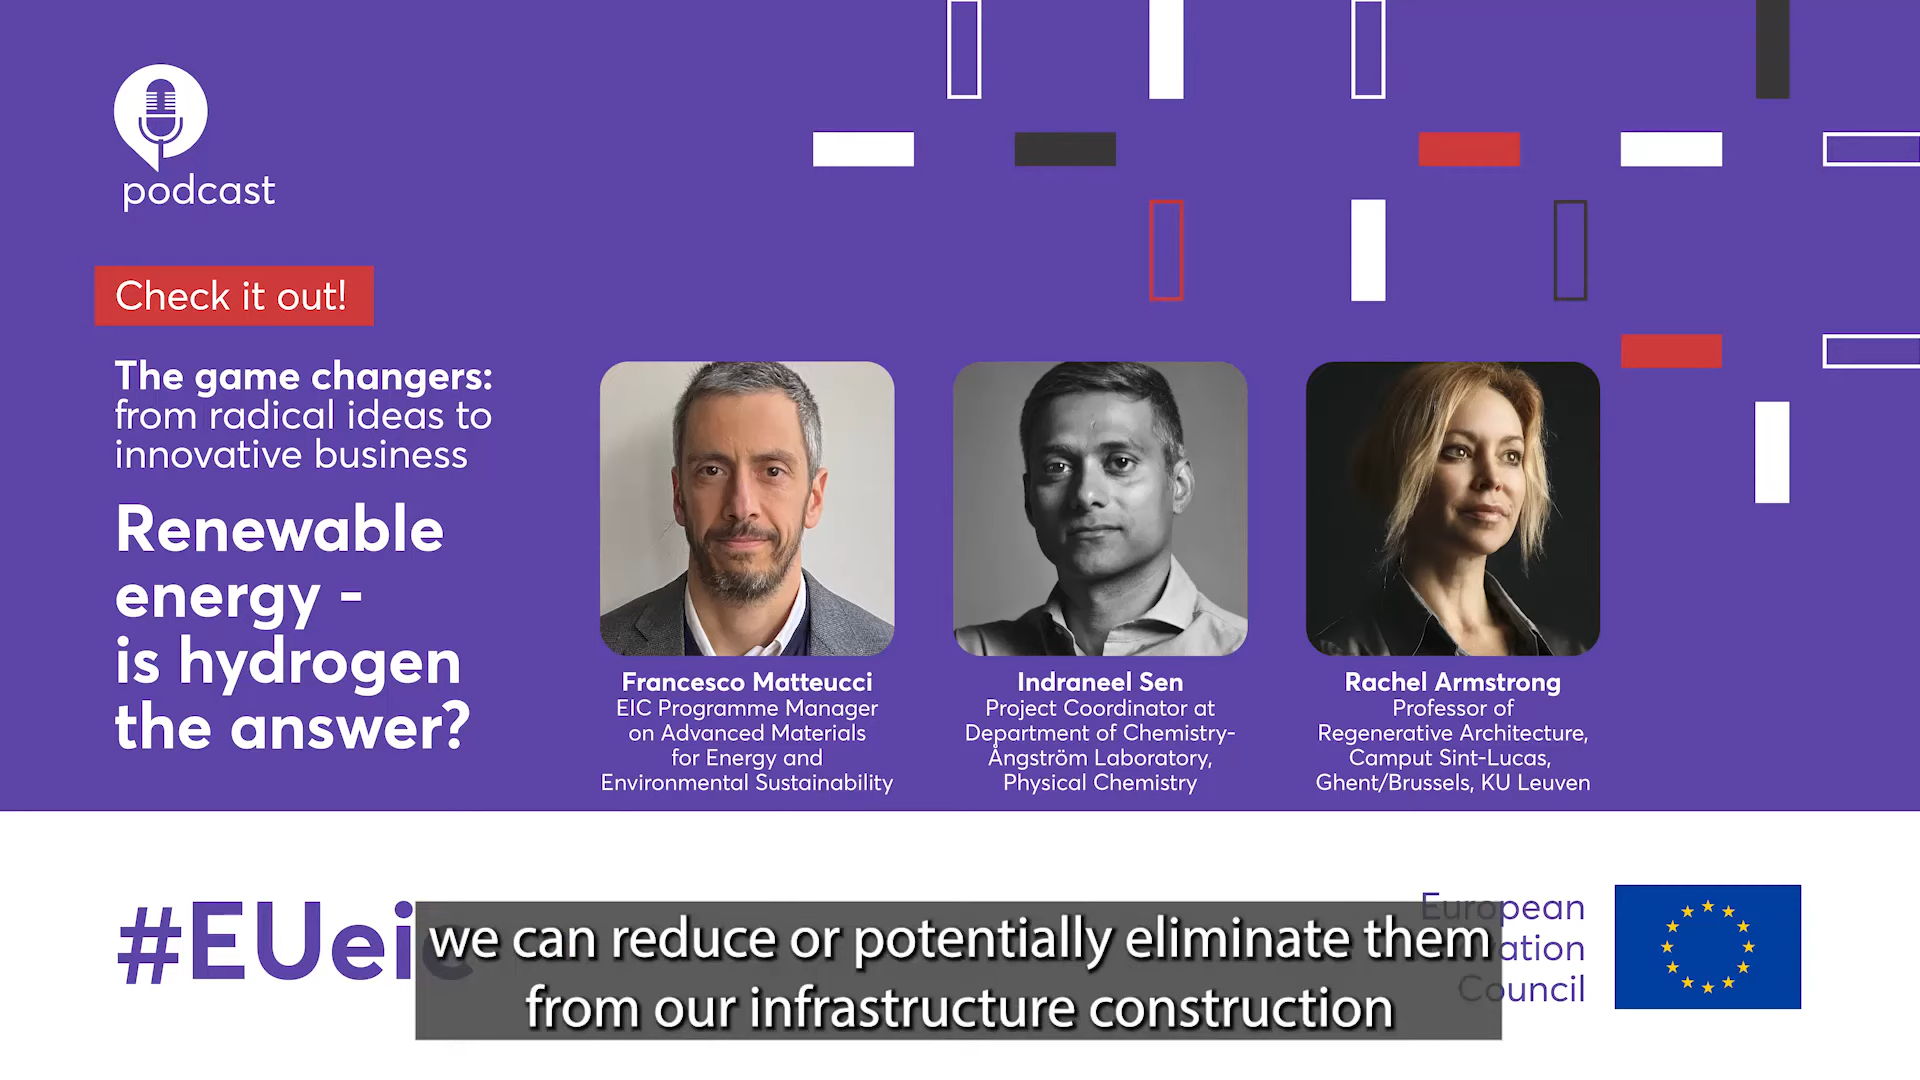 podcast
Check it out!
The game changers:
from radical ideas to
innovative business
Renewable
energy -
is hydrogen
the answer?
Francesco Matteucci
EIC Programme Manager
on Advanced Materials
for Energy and
Environmental Sustainability
Indraneel Sen
Project Coordinator at
Department of Chemistry-
Ångström Laboratory,
Physical Chemistry
Rachel Armstrong
Professor of
Regenerative Architecture,
Camput Sint-Lucas,
Ghent/Brussels, KU Leuven
#EUeic
European
ation
Council
we can reduce or potentially eliminate them
from our infrastructure construction